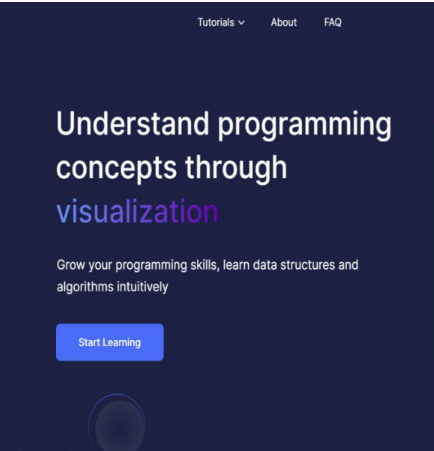 Tutorials About FAQ
Understand programming
concepts through
visualization
Grow your programming skills, learn data structures and
algorithms intuitively
Start Learning